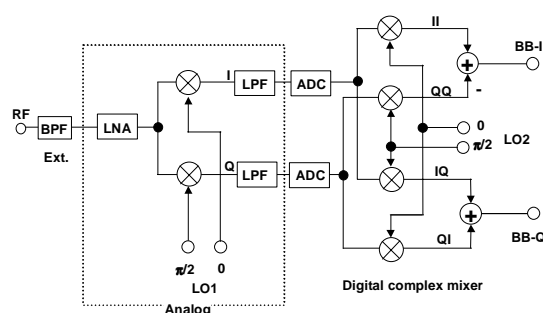 II
BB-I
I
LPF
ADC
+
RF
BPF
LNA
QQ
-
Ext.
0
π/2
LO2
Q
LPF
ADC
IQ
+
BB-Q
QI
π/2
0
LO1
Digital complex mixer
Analog